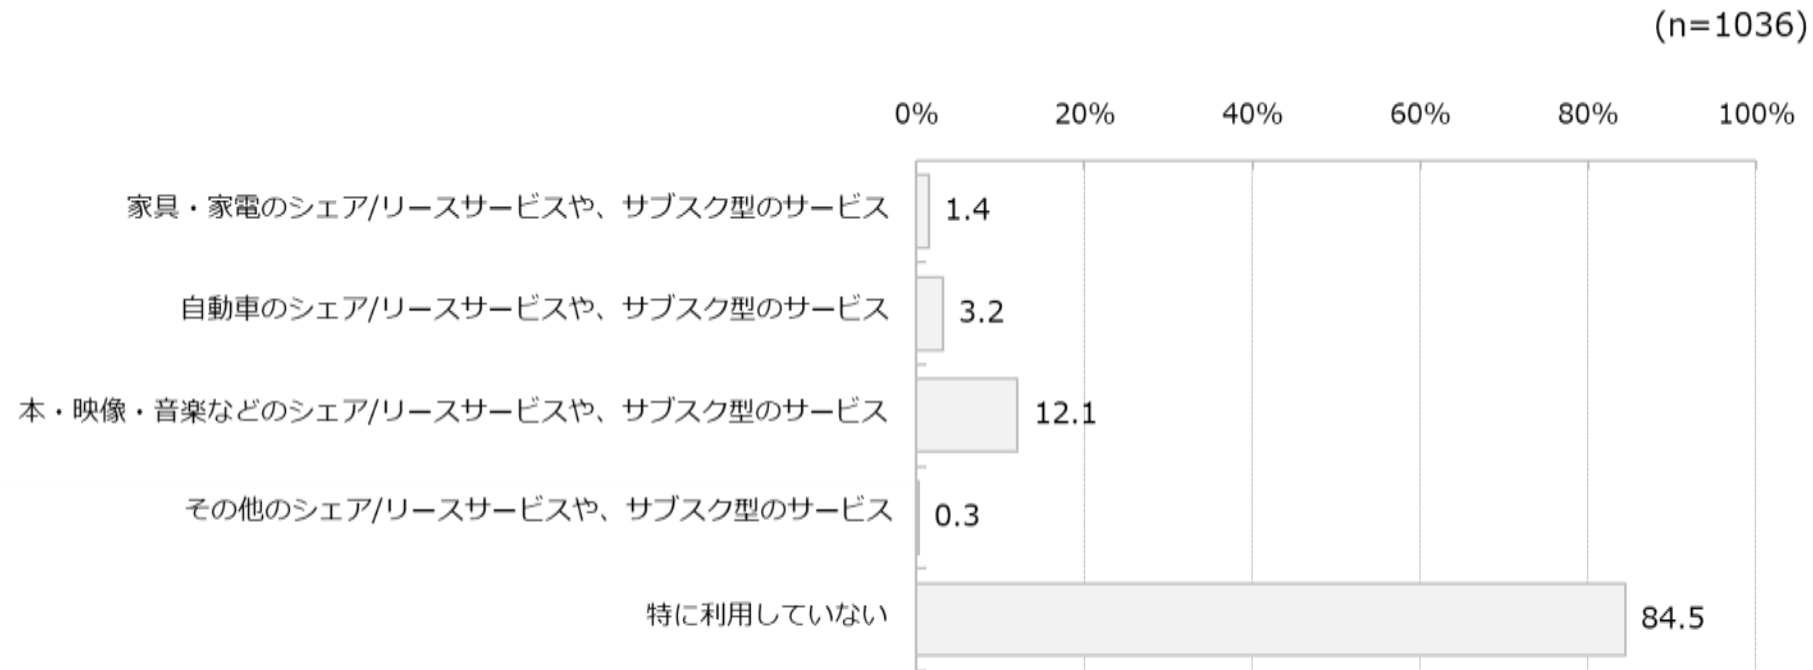 (n=1036)
0% 20% 40% 60% 80% 100%
家具・家電のシェア/リースサービスや、サブスク型のサービス 1.4
自動車のシェア/リースサービスや、サブスク型のサービス 3.2
本・映像・音楽などのシェア/リースサービスや、サブスク型のサービス 12.1
その他のシェア/リースサービスや、サブスク型のサービス 0.3
特に利用していない 84.5